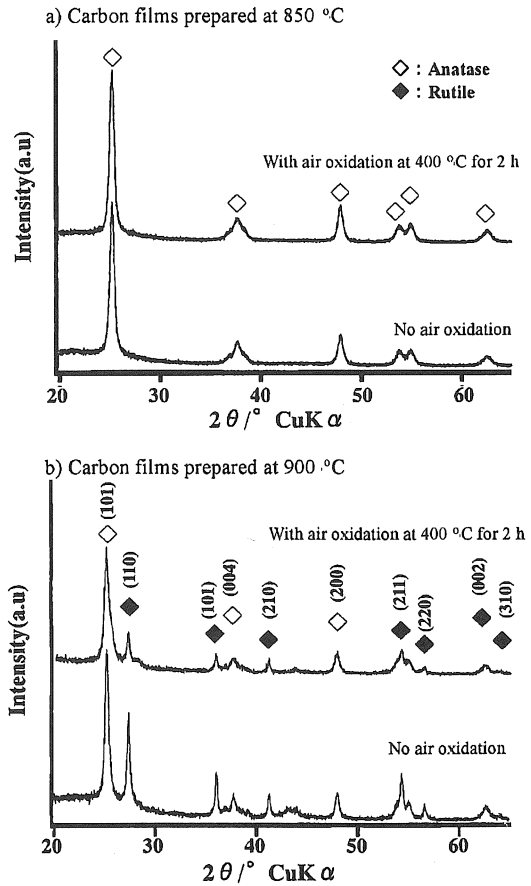 a) Carbon films prepared at 850 °C
◇ : Anatase
◆ : Rutile
With air oxidation at 400 °C for 2 h
Intensity(a.u)
No air oxidation
20 30 40 50 60
2θ/° CuKα
b) Carbon films prepared at 900 °C
With air oxidation at 400 °C for 2 h
(101) (110) (101) (004) (210) (200) (211) (220) (002) (310)
Intensity(a.u)
No air oxidation
20 30 40 50 60
2θ/° CuKα